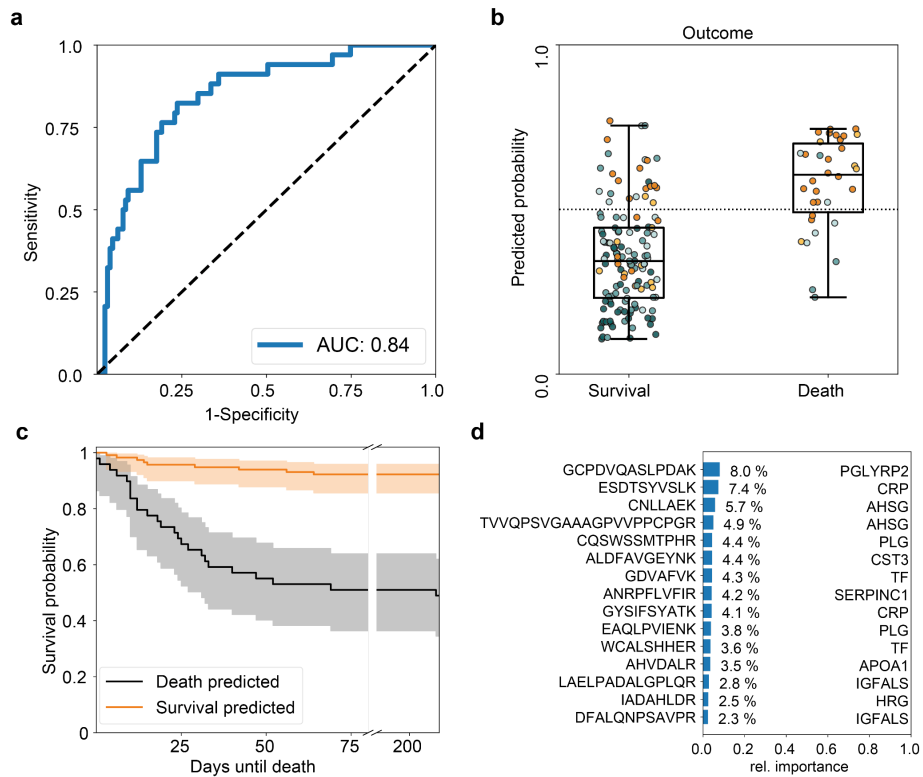 a
1.0
0.75
0.5
0.25
0.0
Sensitivity
AUC: 0.84
0.25
0.5
0.75
1.0
1-Specificity
b
Outcome
1.0
Predicted probability
0.0
Survival
Death
c
1
0.8
0.6
0.4
0.2
0
Survival probability
Death predicted
Survival predicted
25
50
75
200
Days until death
d
GCPDVQASLPDAK 8.0 % PGLYRP2
ESDTSYVSLK 7.4 % CRP
CNLLAEK 5.7 % AHSG
TVVQPSVGAAAGPVVPPCPGR 4.9 % AHSG
CQSWSSMTPHR 4.4 % PLG
ALDFAVGEYNK 4.4 % CST3
GDVAFVK 4.3 % TF
ANRPFLVFIR 4.2 % SERPINC1
GYSIFSYATK 4.1 % CRP
EAQLPVIENK 3.8 % PLG
WCALSHHER 3.6 % TF
AHVDALR 3.5 % APOA1
LAELPADALGPLQR 2.8 % IGFALS
IADAHLDR 2.5 % HRG
DFALQNPSAVPR 2.3 % IGFALS
0.0 0.2 0.4 0.6 0.8 1.0
rel. importance